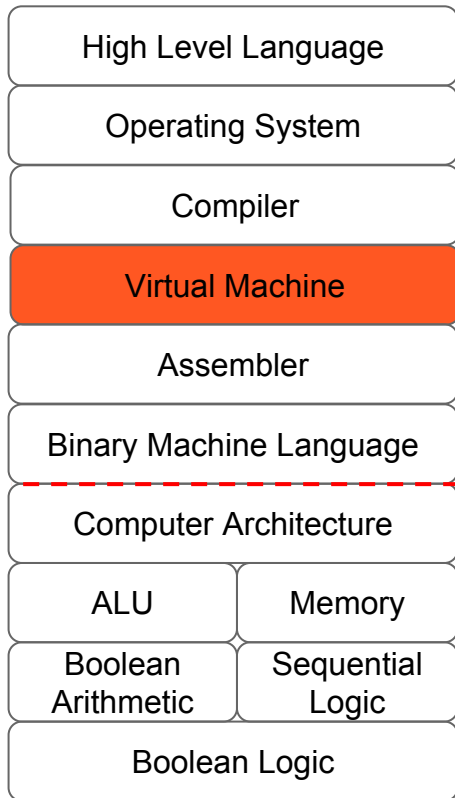 High Level Language
Operating System
Compiler
Virtual Machine
Assembler
Binary Machine Language
Computer Architecture
ALU
Memory
Boolean
Arithmetic
Sequential
Logic
Boolean Logic